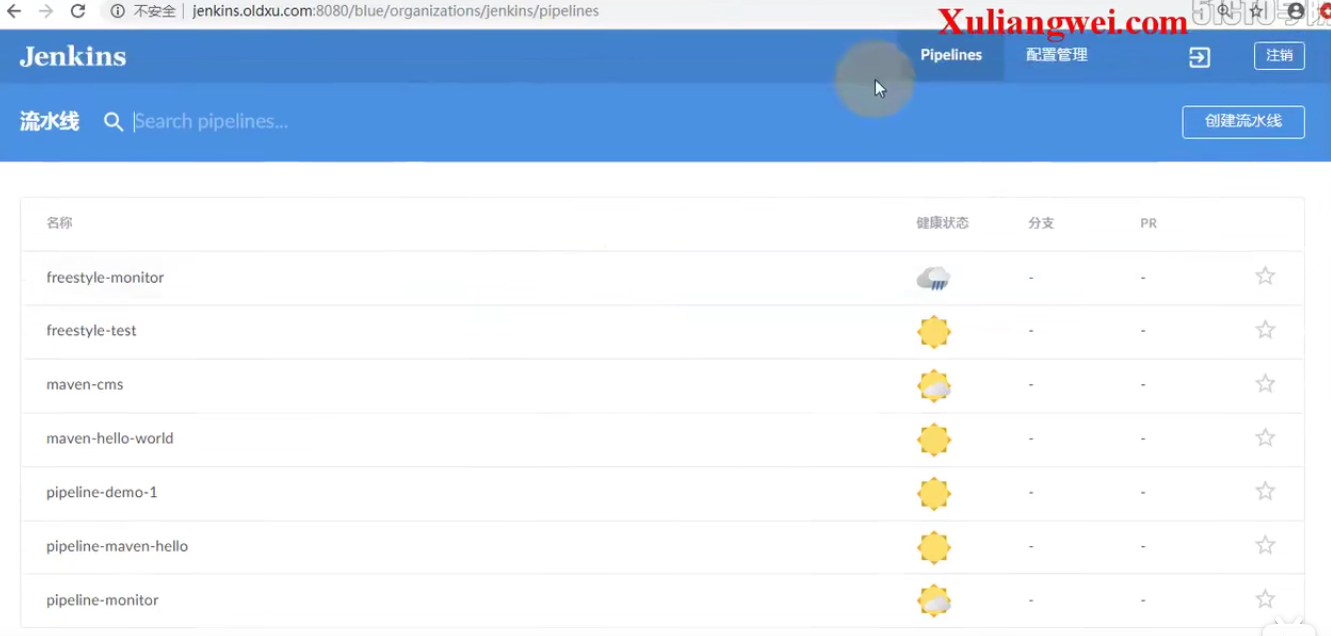 不安全 jenkins.oldxu.com:8080/blue/organizations/jenkins/pipelines
Xuliangwei.com
Jenkins Pipelines 配置管理 注销
流水线 Search pipelines... 创建流水线
名称 健康状态 分支 PR
freestyle-monitor - -
freestyle-test - -
maven-cms - -
maven-hello-world - -
pipeline-demo-1 - -
pipeline-maven-hello - -
pipeline-monitor - -